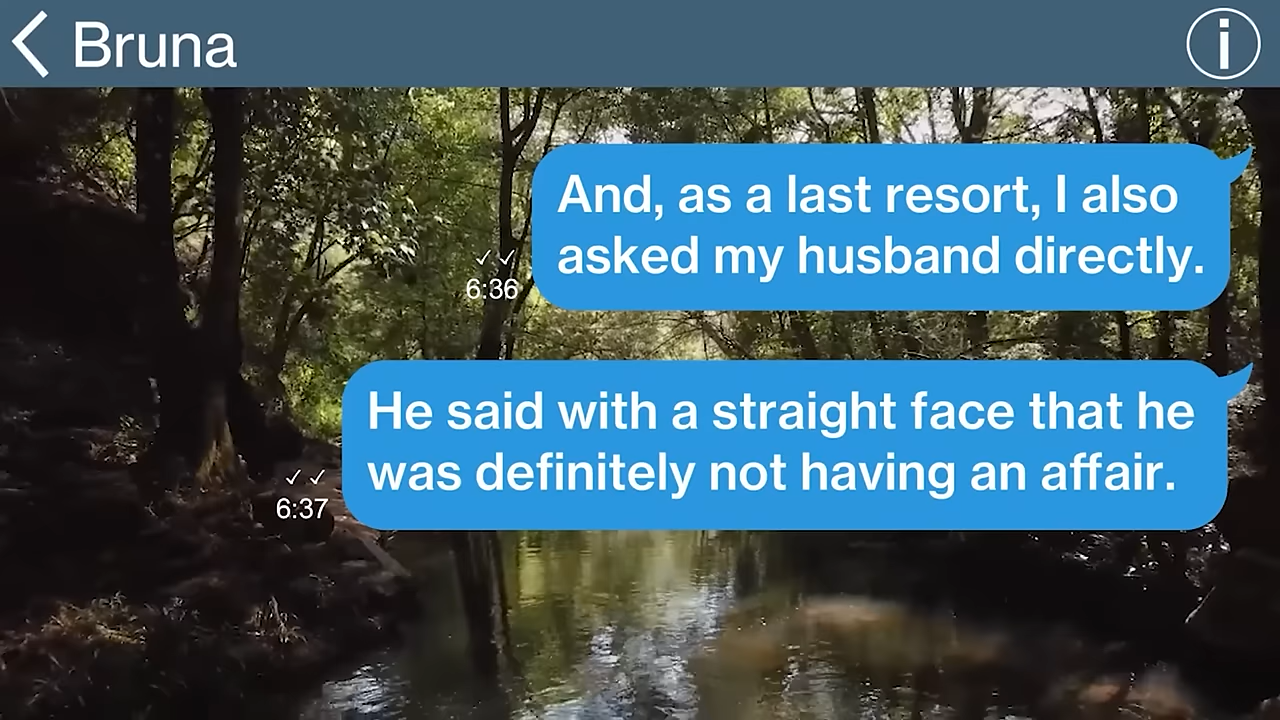 Bruna
And, as a last resort, I also
asked my husband directly.
6:36
He said with a straight face that he
was definitely not having an affair.
6:37